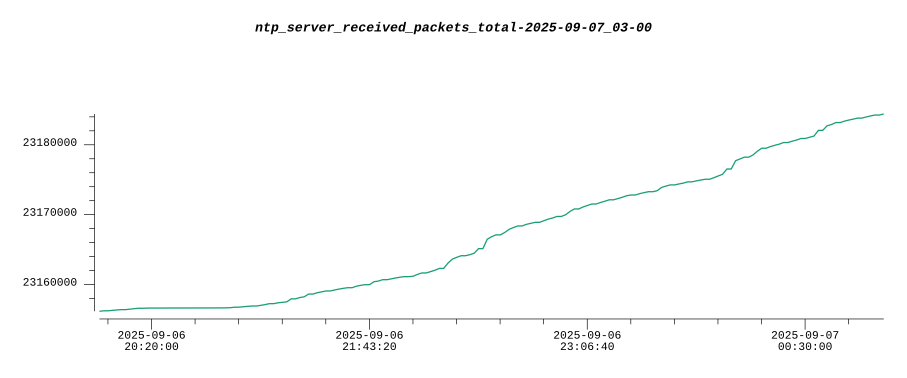 ntp_server_received_packets_total-2025-09-07_03-00
23180000
23170000
23160000
2025-09-06 2025-09-06 2025-09-06 2025-09-07
20:20:00 21:43:20 23:06:40 00:30:00